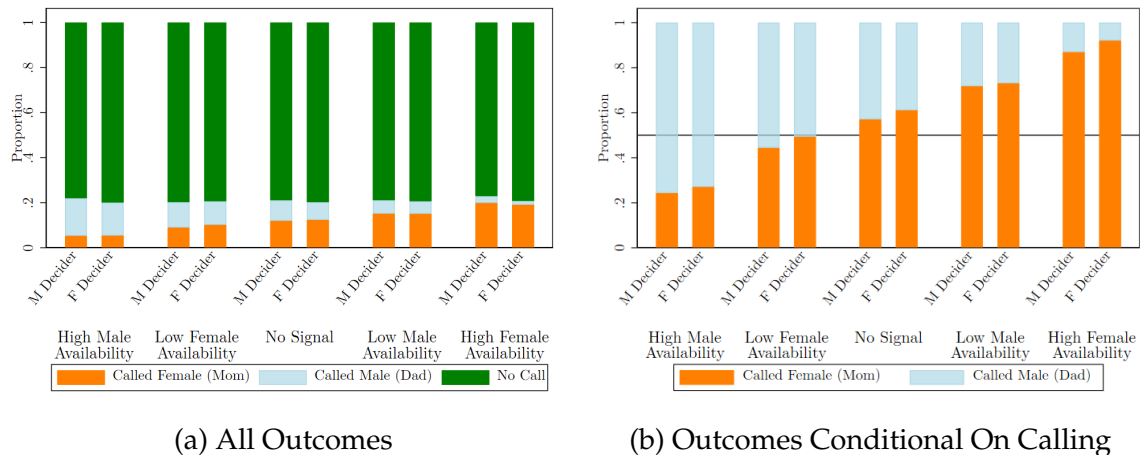 1
.8
.6
.4
.2
0
Proportion
M Decider
F Decider
M Decider
F Decider
M Decider
F Decider
M Decider
F Decider
M Decider
F Decider
High Male
Availability
Low Female
Availability
No Signal
Low Male
Availability
High Female
Availability
Called Female (Mom)
Called Male (Dad)
No Call
(a) All Outcomes
1
.8
.6
.4
.2
0
Proportion
M Decider
F Decider
M Decider
F Decider
M Decider
F Decider
M Decider
F Decider
M Decider
F Decider
High Male
Availability
Low Female
Availability
No Signal
Low Male
Availability
High Female
Availability
Called Female (Mom)
Called Male (Dad)
(b) Outcomes Conditional On Calling